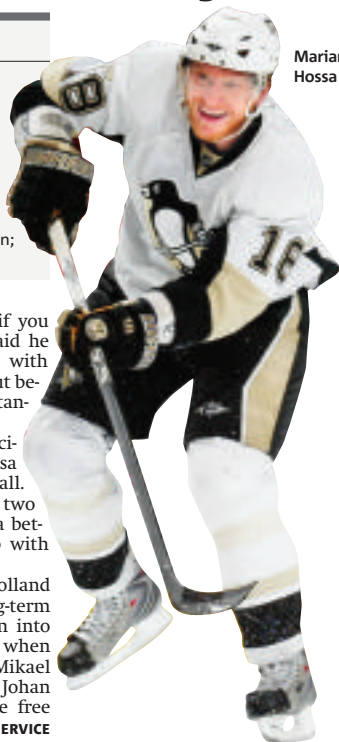 Marian
Hossa
n;
if you
aid he
with
ut be-
tan-
ci-
sa
all.
two
a bet-
o with
olland
g-term
n into
when
Mikael
Johan
e free
ERVICE
18